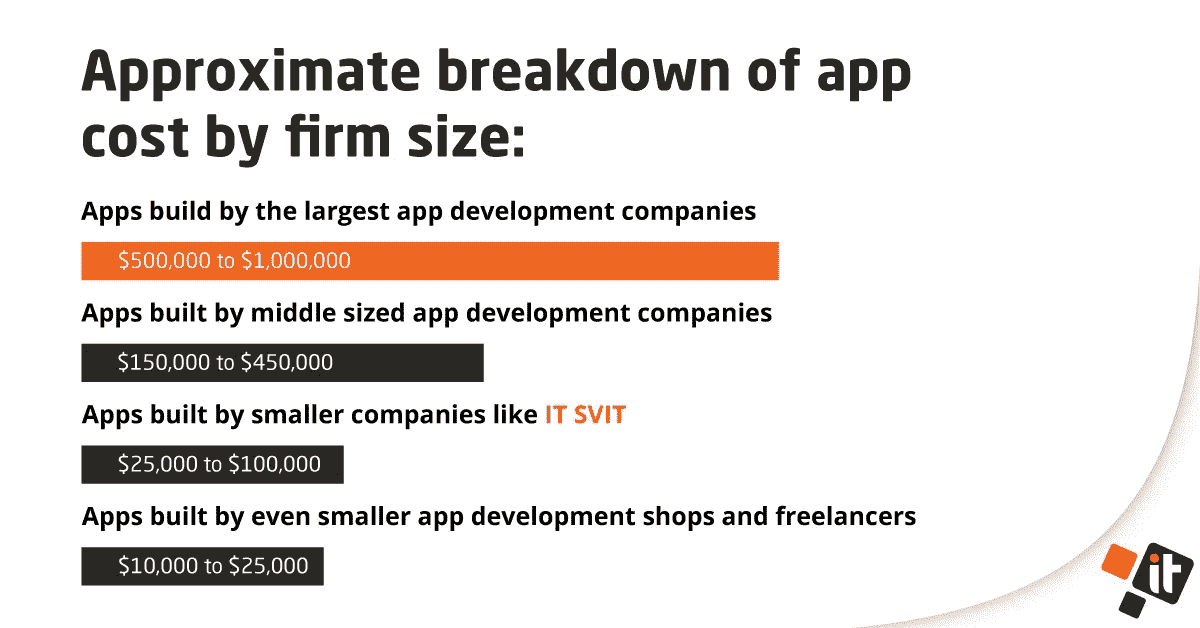 Approximate breakdown of app
cost by firm size:
Apps build by the largest app development companies
$500,000 to $1,000,000
Apps built by middle sized app development companies
$150,000 to $450,000
Apps built by smaller companies like IT SVIT
$25,000 to $100,000
Apps built by even smaller app development shops and freelancers
$10,000 to $25,000
it